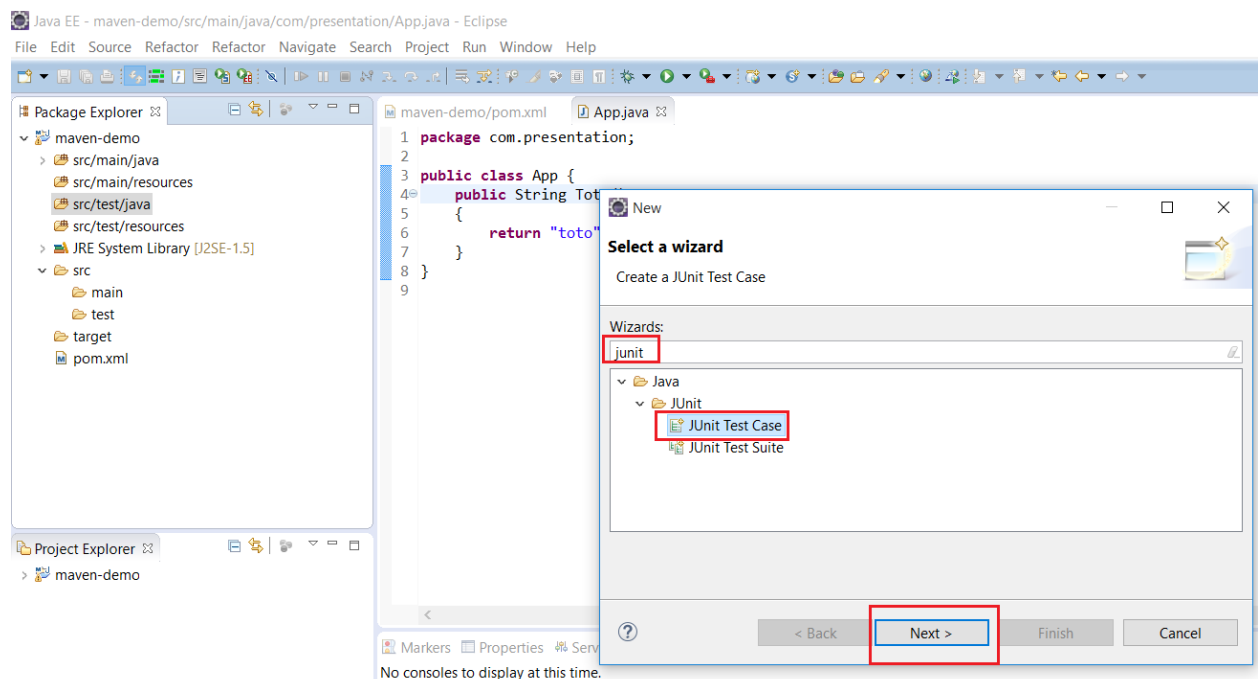 Java EE - maven-demo/src/main/java/com/presentation/App.java - Eclipse
File Edit Source Refactor Refactor Navigate Search Project Run Window Help
Package Explorer
maven-demo
src/main/java
src/main/resources
src/test/java
src/test/resources
JRE System Library [J2SE-1.5]
src
main
test
target
pom.xml
Project Explorer
maven-demo
maven-demo/pom.xml App.java
1 package com.presentation;
2
3 public class App {
4 public String
5 {
6 return "toto"
7 }
8 }
9
Markers Properties
No consoles to display at this time.
New
Select a wizard
Create a JUnit Test Case
Wizards:
junit
Java
JUnit
JUnit Test Case
JUnit Test Suite
? < Back Next > Finish Cancel